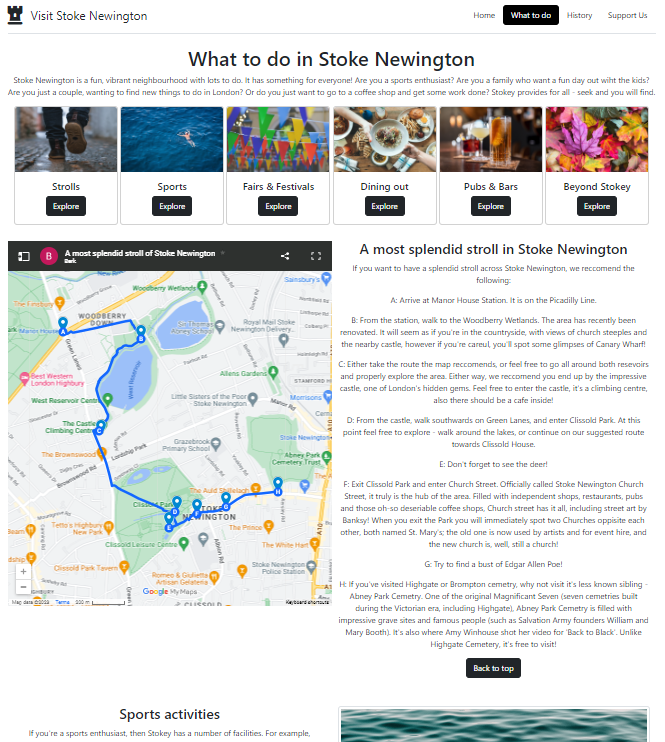 Visit Stoke Newington
Home
What to do
History
Support Us
What to do in Stoke Newington
Stoke Newington is a fun, vibrant neighbourhood with lots to do. It has something for everyone! Are you a sports enthusiast? Are you a family who want a fun day out wiht the kids?
Are you just a couple, wanting to find new things to do in London? Or do you just want to go to a coffee shop and get some work done? Stokey provides for all - seek and you will find.
Strolls
Explore
Sports
Explore
Fairs & Festivals
Explore
Dining out
Explore
Pubs & Bars
Explore
Beyond Stokey
Explore
B
A most splendid stroll of Stoke Newington
Bark.
Sainsbury's
Woodberry Wetlands
The Finsbury
WOODBERRY
DOWN
Manor House
Sir Thomas
Abney School
Royal Mail Stoke
Newington Delivery...
Green Lanes
West Reservoir
Best Western
London Highbury
Allens Gardens
STAMFORD H
West Reservoir Centre
Little Sisters of the Poor
Stoke Newington
Manor Rd
Morrisons
The Castle
Climbing Centre
Lordship Park
Grazebrook
Primary School
Stoke Newington
The Brownswood
Brownswood Rd
Abney Park
Cemetery Trust
Clissold Park
The Auld Shillelagh
STOKE
NEWINGTON
Tetto's Highbury
New Park
The Prince
A10
Clissold Leisure Centre
The White Hart
Clissold Park Tavern
Albion Rd
Stoke Newington
Police Station
Romeo & Giulietta
Artisan Gelateria
Google My Maps
Map data ©2023
Terms
200 m
Keyboard shortcuts
A most splendid stroll in Stoke Newington
If you want to have a splendid stroll across Stoke Newington, we reccomend the
following:
A: Arrive at Manor House Station. It is on the Picadilly Line.
B: From the station, walk to the Woodberry Wetlands. The area has recently been
renovated. It will seem as if you're in the countryside, with views of church steeples and
the nearby castle, however if you're careul, you'll spot some glimpses of Canary Wharf!
C: Either take the route the map reccomends, or feel free to go all around both resevoirs
and properly explore the area. Either way, we reccomend you end up by the impressive
castle, one of London's hidden gems. Feel free to enter the castle, it's a climbing centre,
also there should be a cafe inside!
D: From the castle, walk southwards on Green Lanes, and enter Clissold Park. At this
point feel free to explore - walk around the lakes, or continue on our suggested route
towards Clissold House.
E: Don't forget to see the deer!
F: Exit Clissold Park and enter Church Street. Officially called Stoke Newington Church
Street, it truly is the hub of the area. Filled with independent shops, restaurants, pubs
and those oh-so deseriable coffee shops, Church street has it all, including street art by
Banksy! When you exit the Park you will immediately spot two Churches oppisite each
other, both named St. Mary's; the old one is now used by artists and for event hire, and
the new church is, well, still a church!
G: Try to find a bust of Edgar Allen Poe!
H: If you've visited Highgate or Brompton cemetry, why not visit it's less known sibling -
Abney Park Cemetery. One of the original Magnificent Seven (seven cemetries built
during the Victorian era, including Highgate), Abney Park Cemetry is filled with
impressive grave sites and famous people (such as Salvation Army founders William and
Mary Booth). It's also where Amy Winhouse shot her video for 'Back to Black'. Unlike
Highgate Cemetery, it's free to visit!
Back to top
Sports activities
If you're a sports enthusiast, then Stokey has a number of facilities. For example,